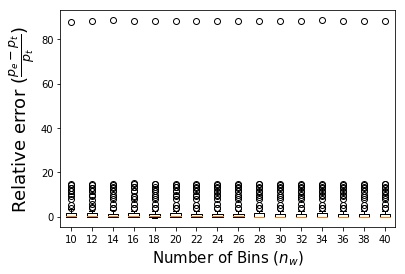 Relative error ($\frac{p_e - p_t}{p_t}$)
80
60
40
20
0
10 12 14 16 18 20 22 24 26 28 30 32 34 36 38 40
Number of Bins ($n_w$)